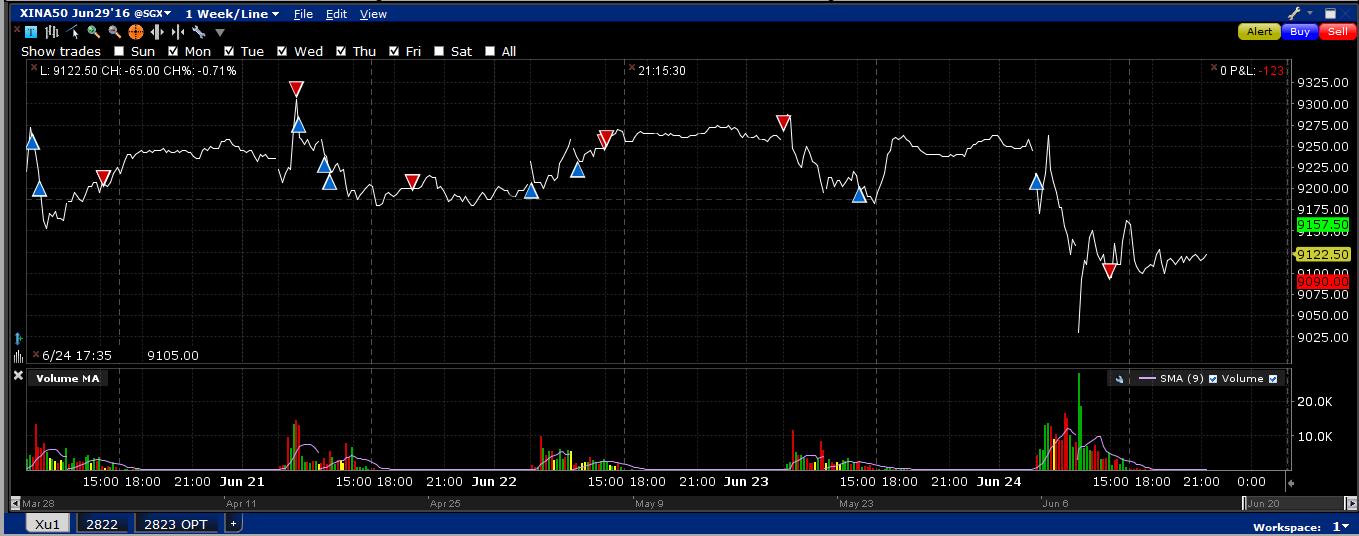 XINA50 Jun29'16 @SGX 1 Week/Line File Edit View
Alert Buy Sell
Show trades Sun Mon Tue Wed Thu Fri Sat All
L: 9122.50 CH: -65.00 CH%: -0.71% 21:15:30 0 P&L: -123
9325.00
9300.00
9275.00
9250.00
9225.00
9200.00
9175.00
9157.50
9150.00
9122.50
9100.00
9090.00
9075.00
9050.00
9025.00
6/24 17:35 9105.00
Volume MA SMA (9) Volume
20.0K
10.0K
15:00 18:00 21:00 Jun 21 15:00 18:00 21:00 Jun 22 15:00 18:00 21:00 Jun 23 15:00 18:00 21:00 Jun 24 15:00 18:00 21:00 0:00
Mar 28 Apr 11 Apr 25 May 9 May 23 Jun 6 Jun 20
Xu1 2822 2823 OPT +
Workspace: 1